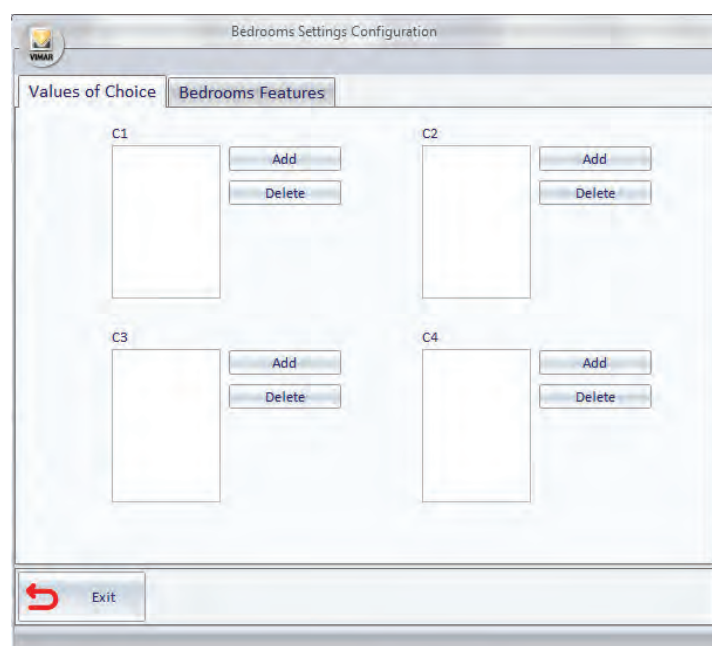 Bedrooms Settings Configuration
VIMAR
Values of Choice Bedrooms Features
C1 C2
Add Add
Delete Delete
C3 C4
Add Add
Delete Delete
Exit